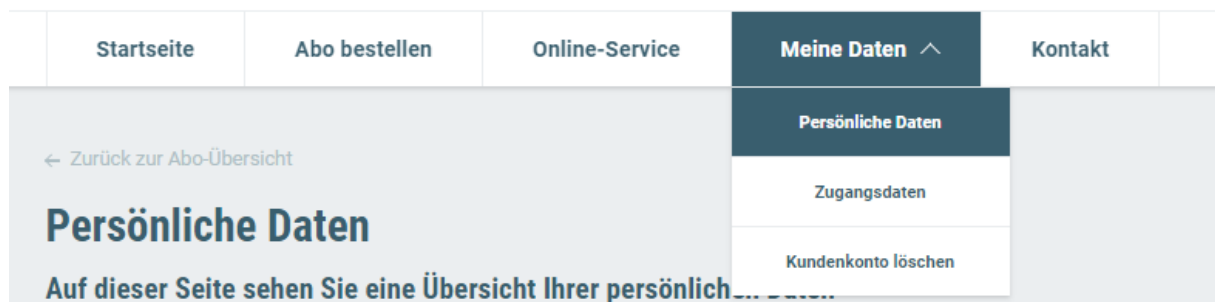 Startseite Abo bestellen Online-Service Meine Daten Kontakt
Persönliche Daten
← Zurück zur Abo-Übersicht
Zugangsdaten
Persönliche Daten
Kundenkonto löschen
Auf dieser Seite sehen Sie eine Übersicht Ihrer persönlich